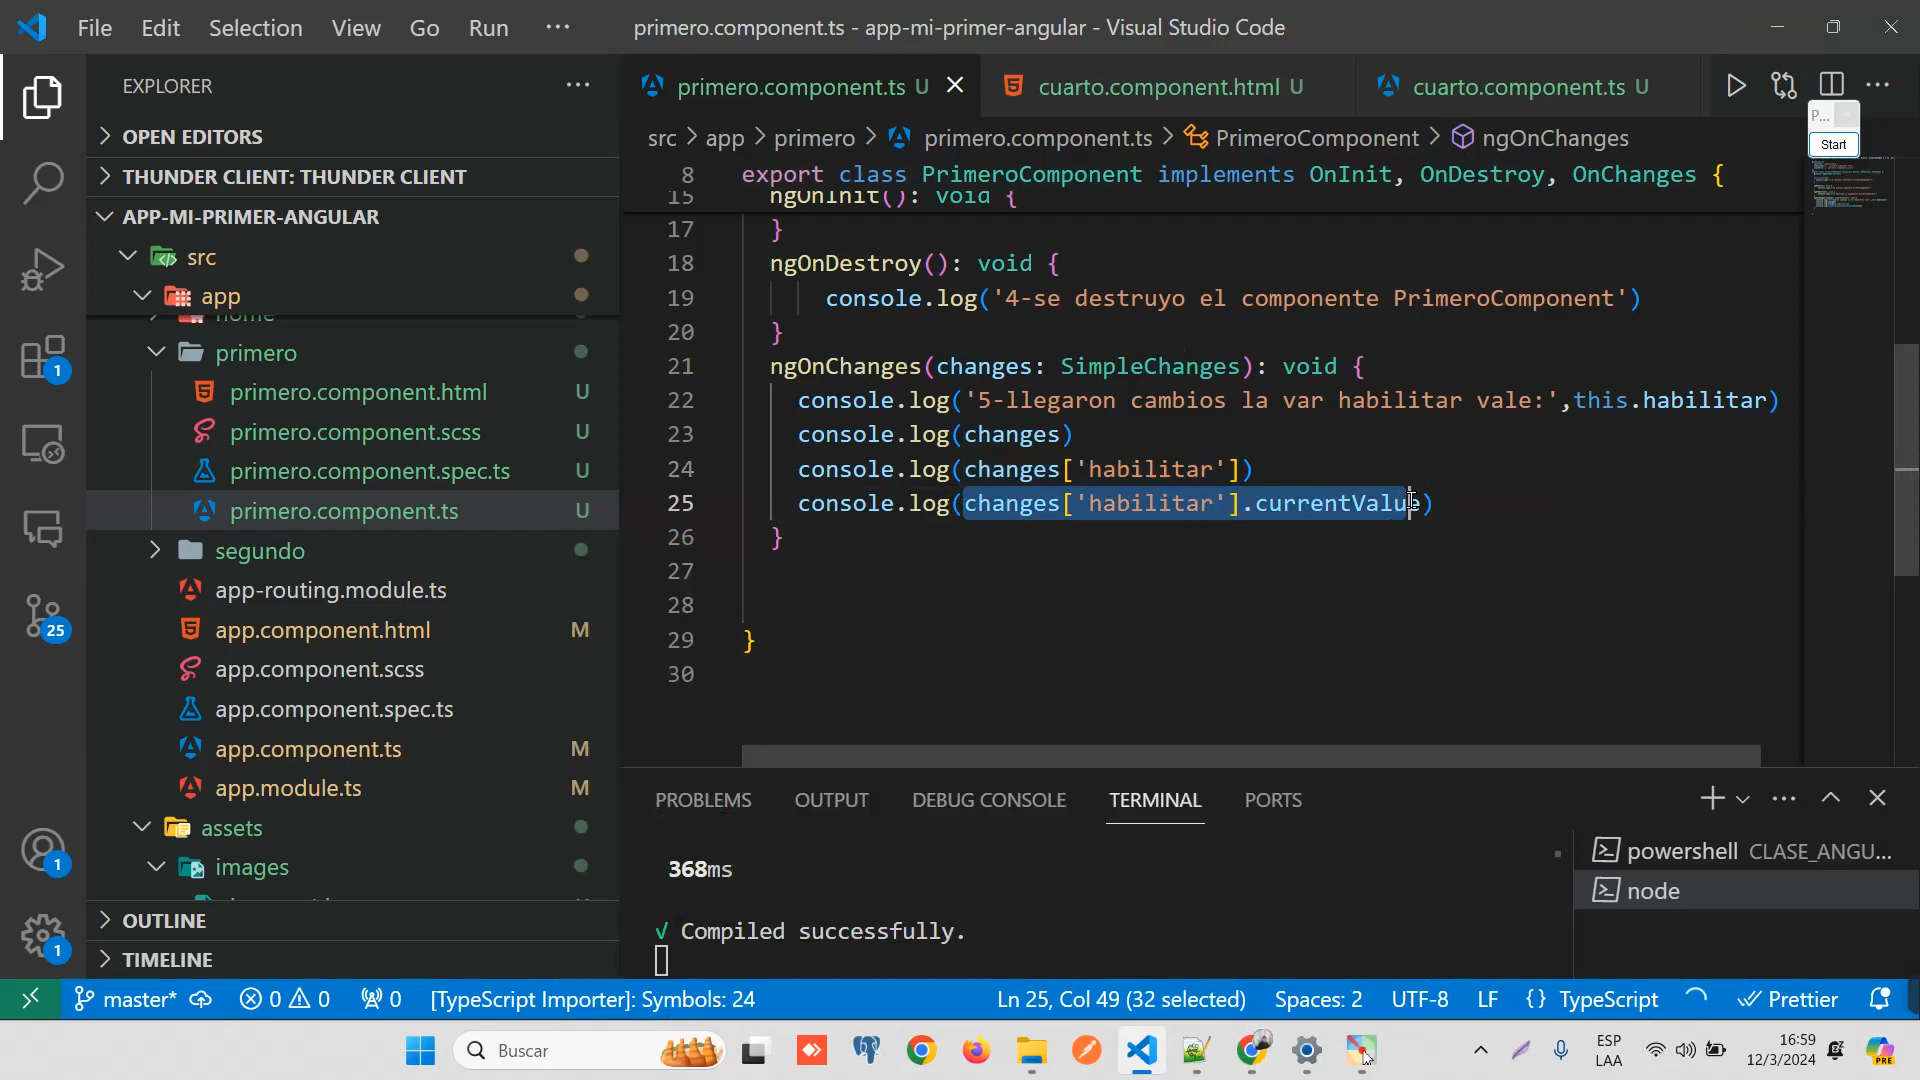 File Edit Selection View Go Run ··· primero.component.ts - app-mi-primer-angular - Visual Studio Code
EXPLORER ···
OPEN EDITORS
THUNDER CLIENT: THUNDER CLIENT
APP-MI-PRIMER-ANGULAR
src
app
home
primero
primero.component.html U
primero.component.scss U
primero.component.spec.ts U
primero.component.ts U
segundo
app-routing.module.ts
app.component.html M
app.component.scss
app.component.spec.ts
app.component.ts M
app.module.ts M
assets
images
OUTLINE
TIMELINE
1
25
1
1
primero.component.ts U cuarto.component.html U cuarto.component.ts U
P...
Start
src > app > primero > primero.component.ts > PrimeroComponent > ngOnChanges
8 export class PrimeroComponent implements OnInit, OnDestroy, OnChanges {
15 ngOnInit(): void {
17 }
18 ngOnDestroy(): void {
19 console.log('4-se destruyo el componente PrimeroComponent')
20 }
21 ngOnChanges(changes: SimpleChanges): void {
22 console.log('5-llegaron cambios la var habilitar vale:',this.habilitar)
23 console.log(changes)
24 console.log(changes['habilitar'])
25 console.log(changes['habilitar'].currentValue)
26 }
27
28
29 }
30
PROBLEMS OUTPUT DEBUG CONSOLE TERMINAL PORTS
368ms
√ Compiled successfully.
powershell CLASE_ANGU...
node
master* 0 0 0 [TypeScript Importer]: Symbols: 24 Ln 25, Col 49 (32 selected) Spaces: 2 UTF-8 LF {} TypeScript Prettier
Buscar
ESP
LAA
16:59
12/3/2024
PRE